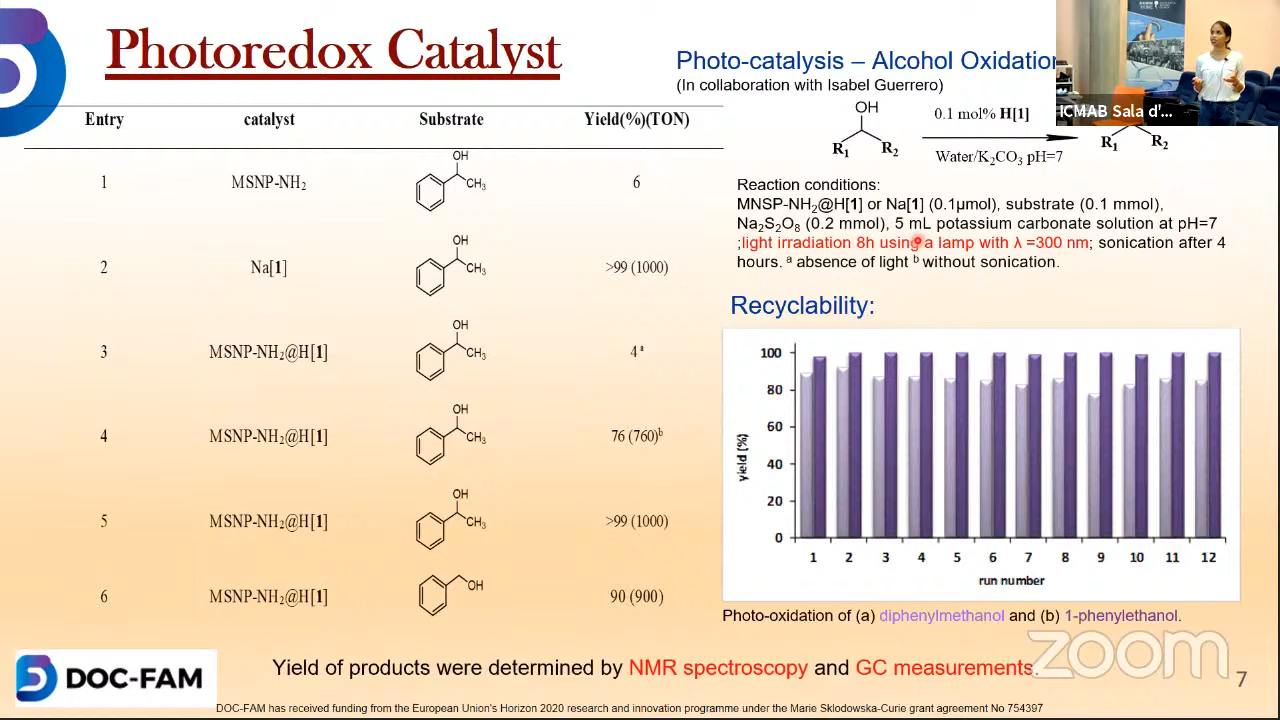 Photoredox Catalyst
Photo-catalysis – Alcohol Oxidation
(In collaboration with Isabel Guerrero)
ICMAB Sala d'...
OH
R1 R2
0.1 mol% H[1]
Water/K2CO3 pH=7
R1 R2
Entry catalyst Substrate Yield(%)(TON)
OH
1 MSNP-NH2 CH3 6
OH
2 Na[1] CH3 >99 (1000)
OH
3 MSNP-NH2@H[1] CH3 4 a
OH
4 MSNP-NH2@H[1] CH3 76 (760)b
OH
5 MSNP-NH2@H[1] CH3 >99 (1000)
6 MSNP-NH2@H[1] OH 90 (900)
Reaction conditions:
MNSP-NH2@H[1] or Na[1] (0.1μmol), substrate (0.1 mmol),
Na2S2O8 (0.2 mmol), 5 mL potassium carbonate solution at pH=7
;light irradiation 8h using a lamp with λ =300 nm; sonication after 4
hours. a absence of light b without sonication.
Recyclability:
yield (%)
100
80
60
40
20
0
1 2 3 4 5 6 7 8 9 10 11 12
run number
Photo-oxidation of (a) diphenylmethanol and (b) 1-phenylethanol.
Yield of products were determined by NMR spectroscopy and GC measurements.
zoom
7
DOC-FAM
DOC-FAM has received funding from the European Union's Horizon 2020 research and innovation programme under the Marie Sklodowska-Curie grant agreement No 754397